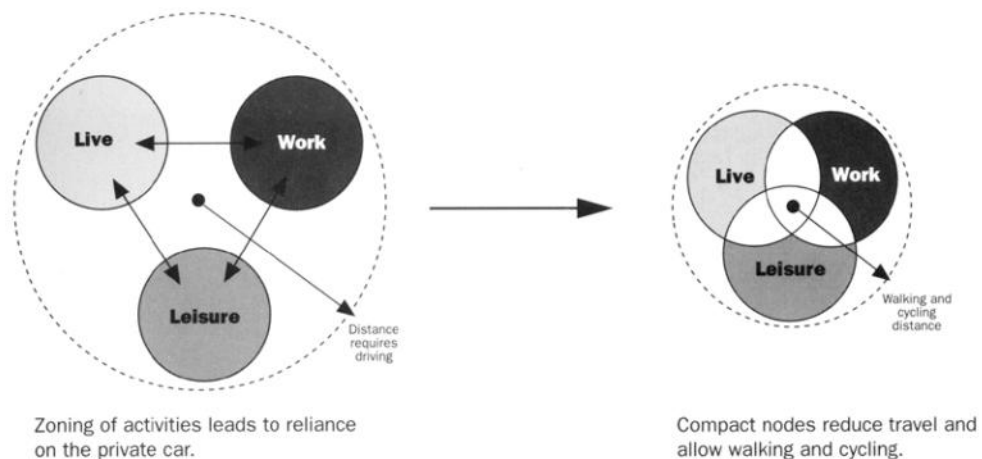 Live
Work
Leisure
Distance
requires
driving
Zoning of activities leads to reliance
on the private car.
Live
Work
Leisure
Walking and
cycling
distance
Compact nodes reduce travel and
allow walking and cycling.